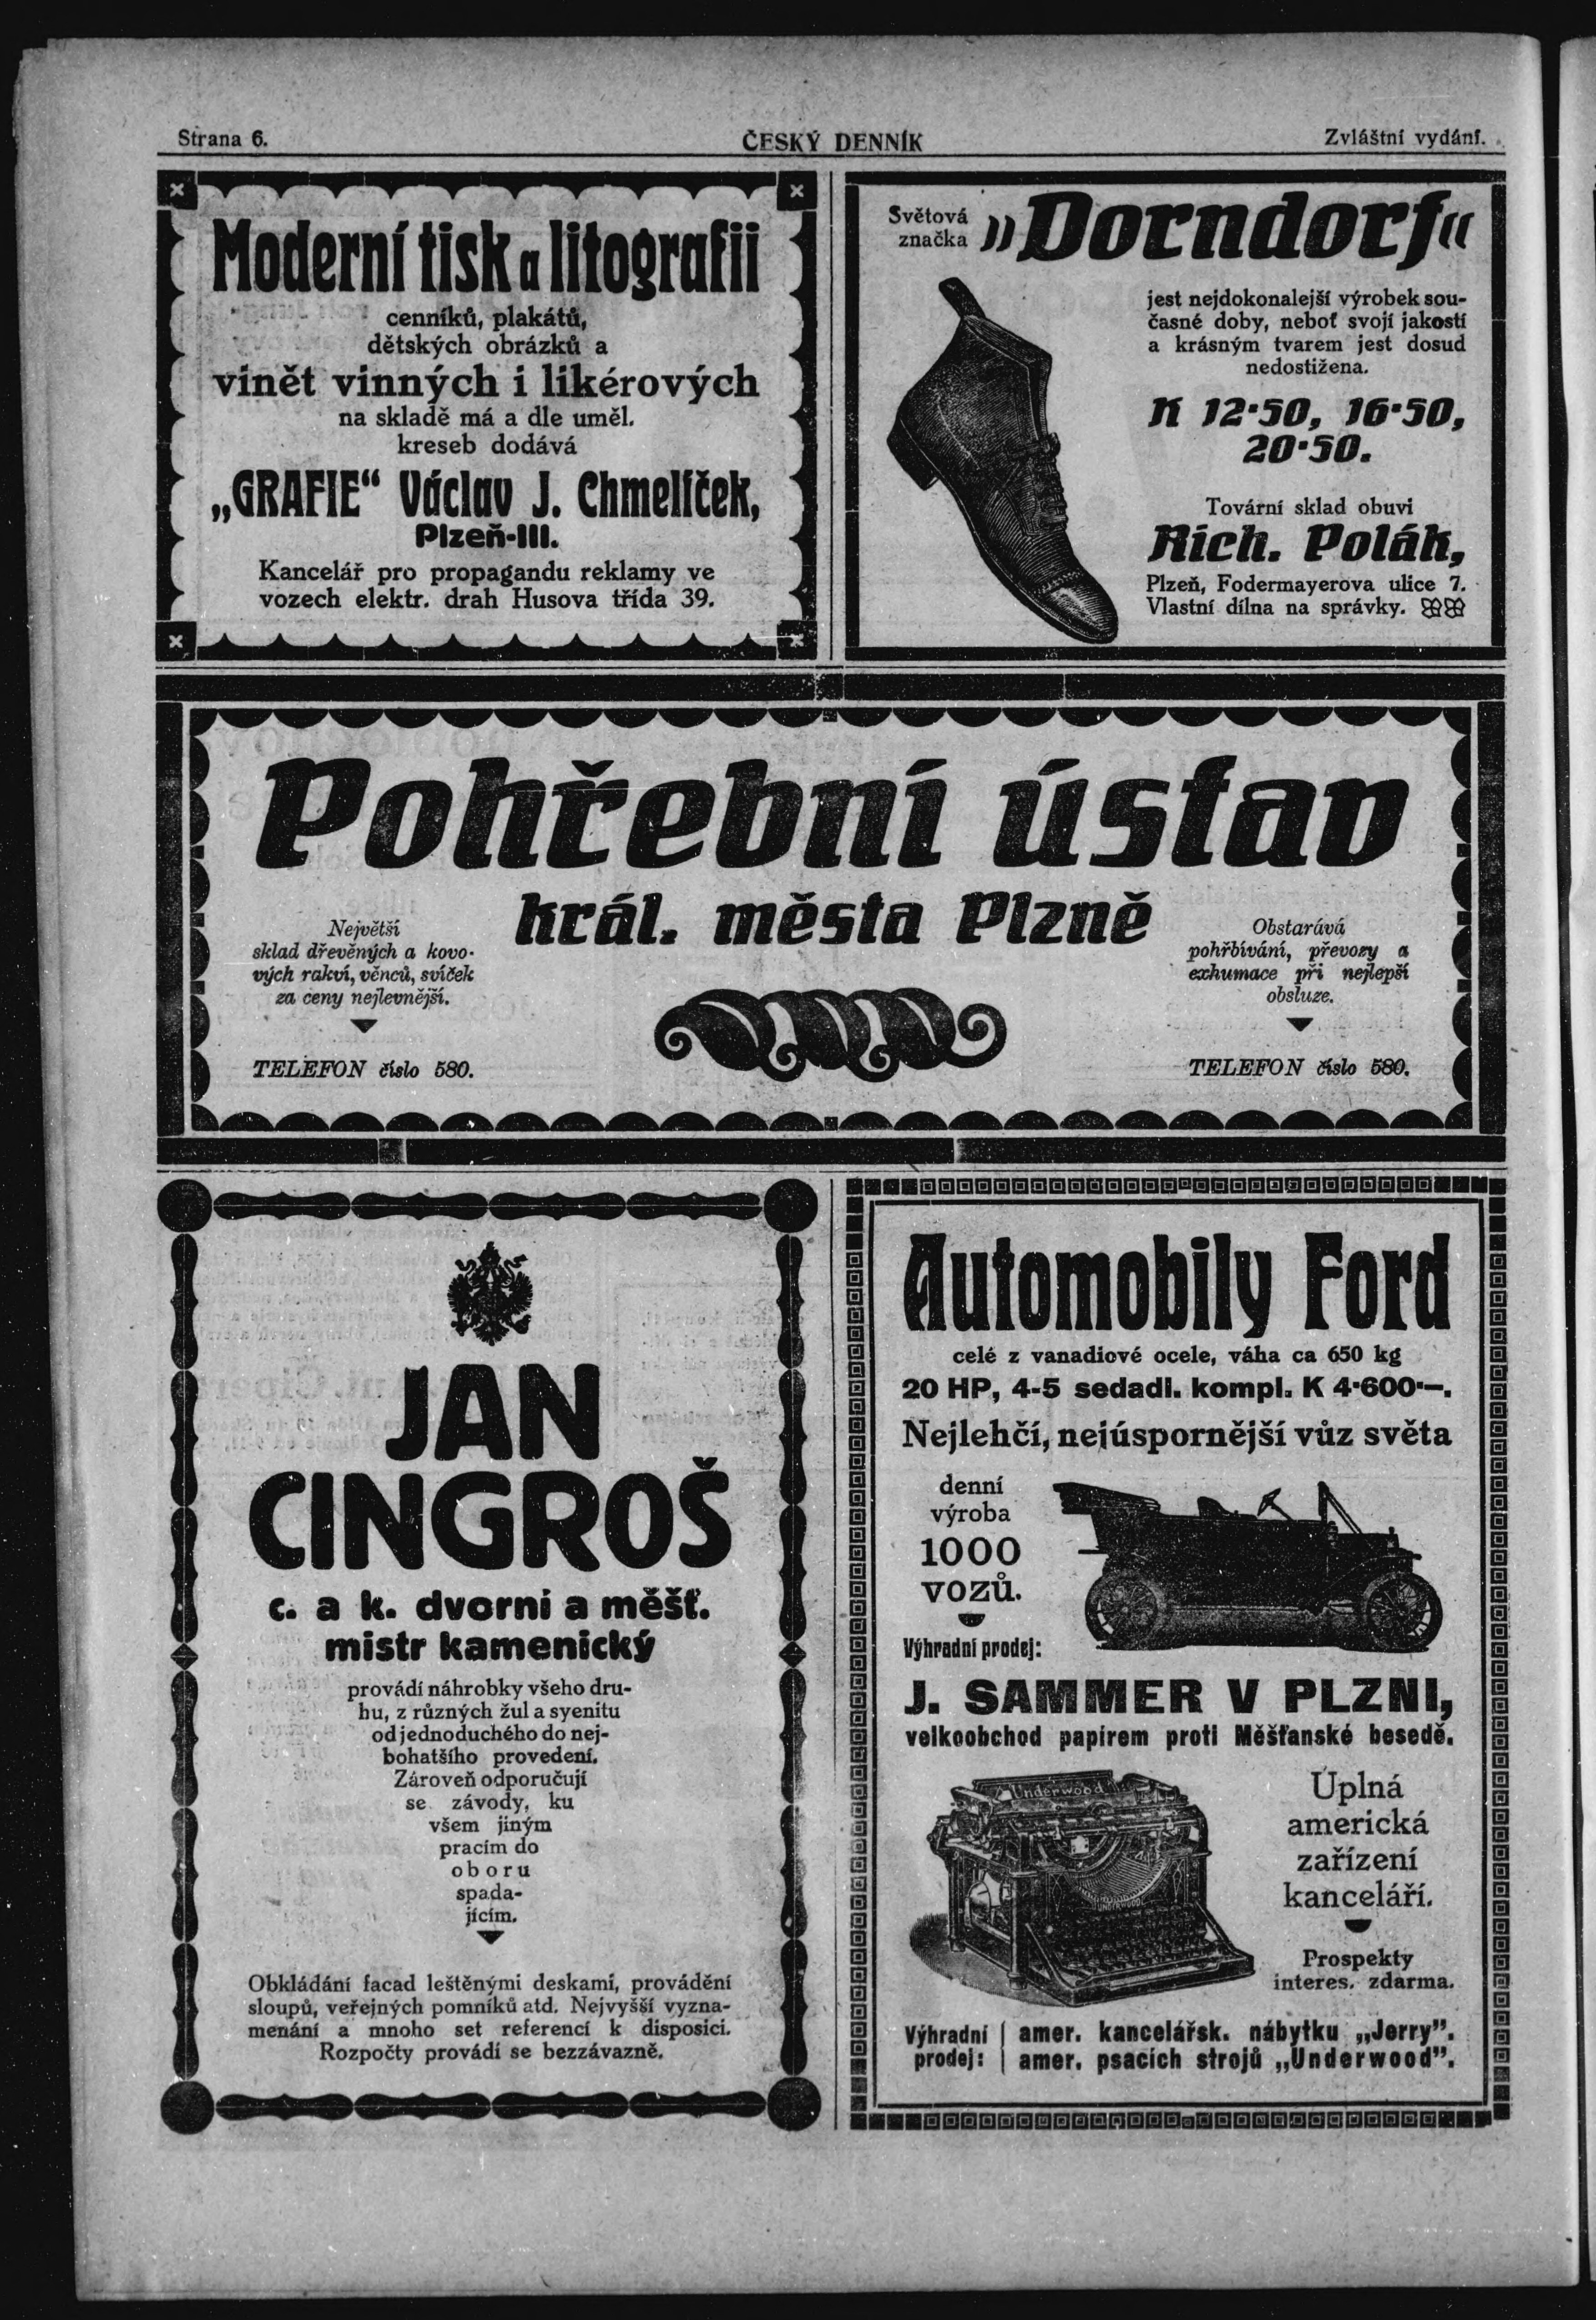 Strana 6.
ČESKÝ DENNÍK
Zvláštní vydání.
Moderní tisk a litografii
cenníků, plakátů,
dětských obrázků a
vinět vinných i likérových
na skladě má a dle uměl.
kreseb dodává
„GRAFIE“ Václav J. Chmelíček,
Plzeň-III.
Kancelář pro propagandu reklamy ve
vozech elektr. drah Husova třída 39.
Světová
značka
»Dorndorf«
jest nejdokonalejší výrobek sou-
časné doby, neboť svojí jakostí
a krásným tvarem jest dosud
nedostižena.
K 12·50, 16·50,
20·50.
Tovární sklad obuvi
Rich. Polák,
Plzeň, Fodermayerova ulice 7.
Vlastní dílna na správky.
Pohřební ústav
král. města Plzně
Největší
sklad dřevěných a kovo-
vých rakví, věnců, svíček
za ceny nejlevnější.
TELEFON číslo 580.
Obstarává
pohřbívání, převozy a
exhumace při nejlepší
obsluze.
TELEFON číslo 580.
JAN
CINGROŠ
c. a k. dvorní a měšť.
mistr kamenický
provádí náhrobky všeho dru-
hu, z různých žul a syenitu
od jednoduchého do nej-
bohatšího provedení.
Zároveň odporučují
se závody, ku
všem jiným
pracím do
oboru
spada-
jícím.
Obkládání facad leštěnými deskami, provádění
sloupů, veřejných pomníků atd. Nejvyšší vyzna-
menání a mnoho set referencí k disposici.
Rozpočty provádí se bezzávazně.
Automobily Ford
celé z vanadiové ocele, váha ca 650 kg
20 HP, 4-5 sedadl. kompl. K 4·600·—.
Nejlehčí, nejúspornější vůz světa
denní
výroba
1000
vozů.
Výhradní prodej:
J. SAMMER V PLZNI,
velkoobchod papírem proti Měšťanské besedě.
Underwood
UNDERWOOD
Úplná
americká
zařízení
kanceláří.
Prospekty
interes. zdarma.
Výhradní | amer. kancelářsk. nábytku „Jerry”.
prodej: | amer. psacích strojů „Underwood”.